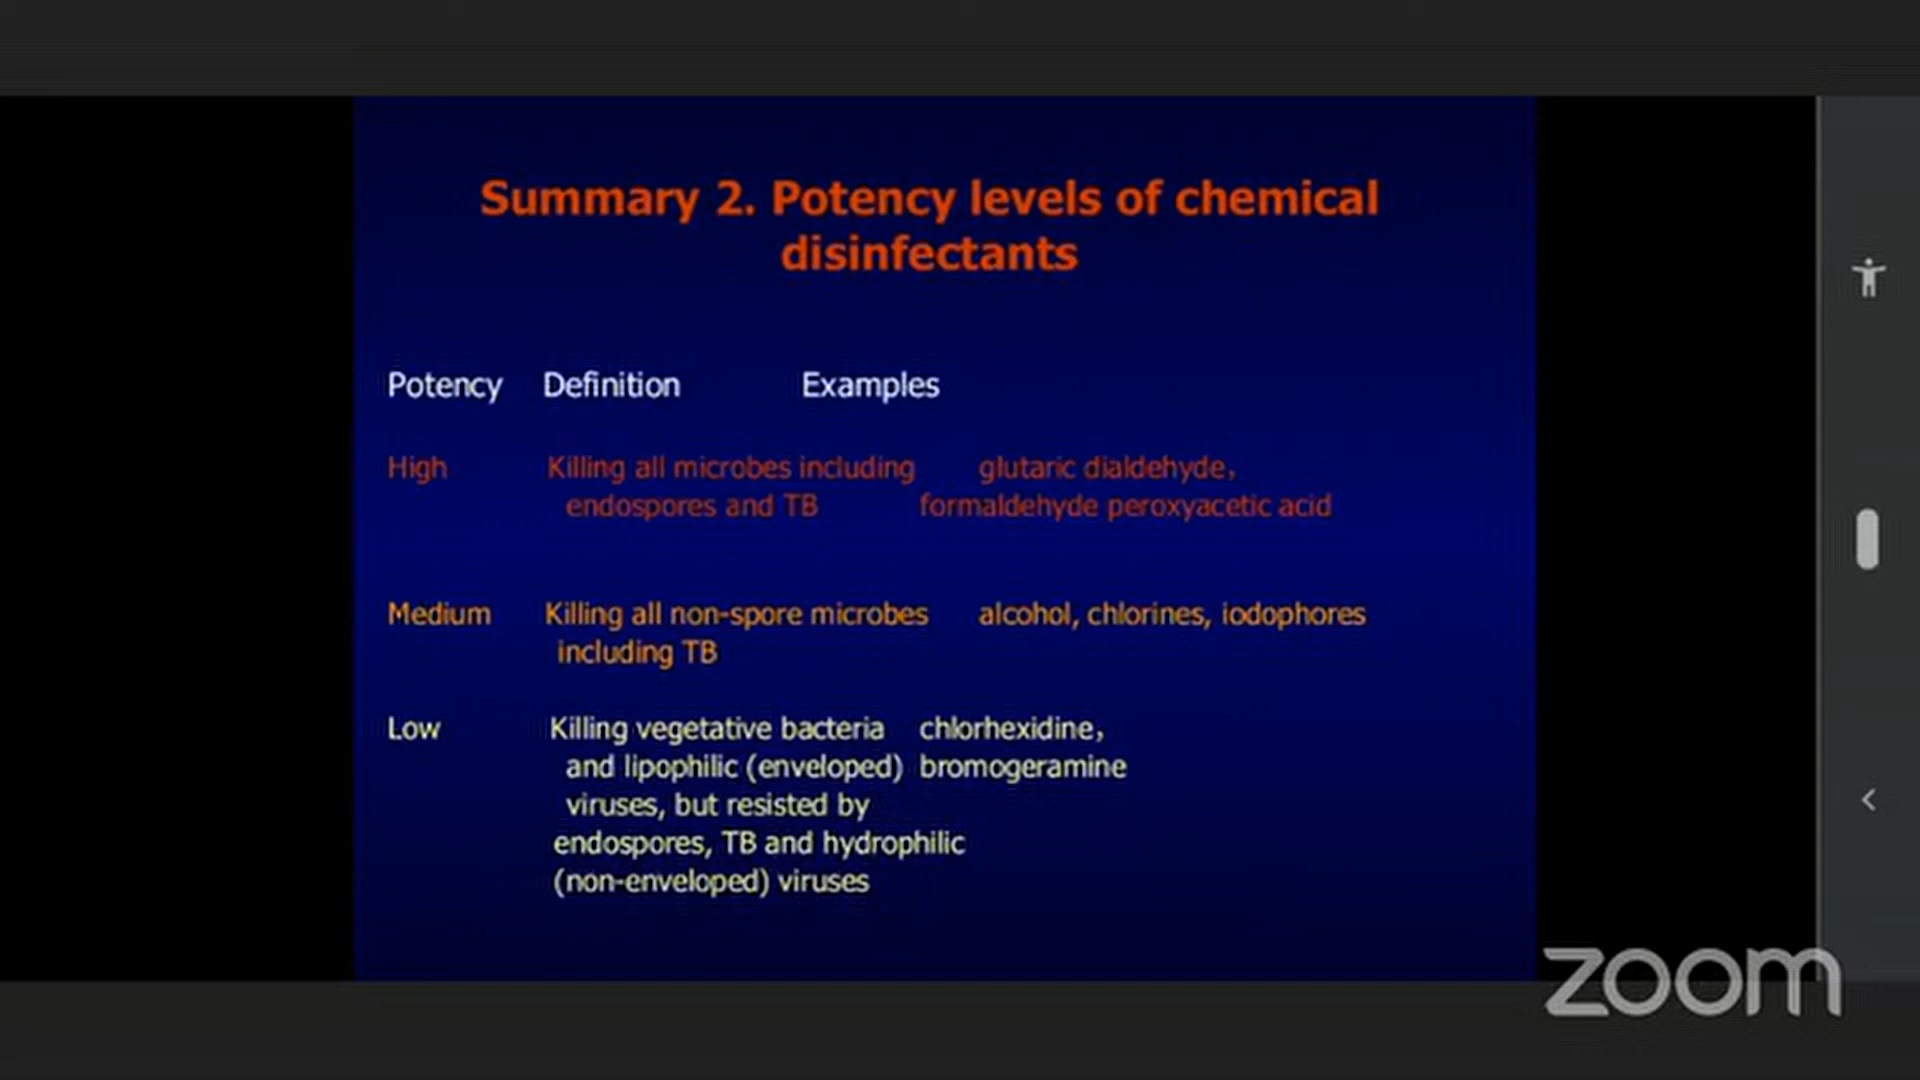 Summary 2. Potency levels of chemical
disinfectants
Potency Definition Examples
High Killing all microbes including glutaric dialdehyde,
endospores and TB formaldehyde peroxyacetic acid
Medium Killing all non-spore microbes alcohol, chlorines, iodophores
including TB
Low Killing vegetative bacteria chlorhexidine,
and lipophilic (enveloped) bromogeramine
viruses, but resisted by
endospores, TB and hydrophilic
(non-enveloped) viruses
zoom